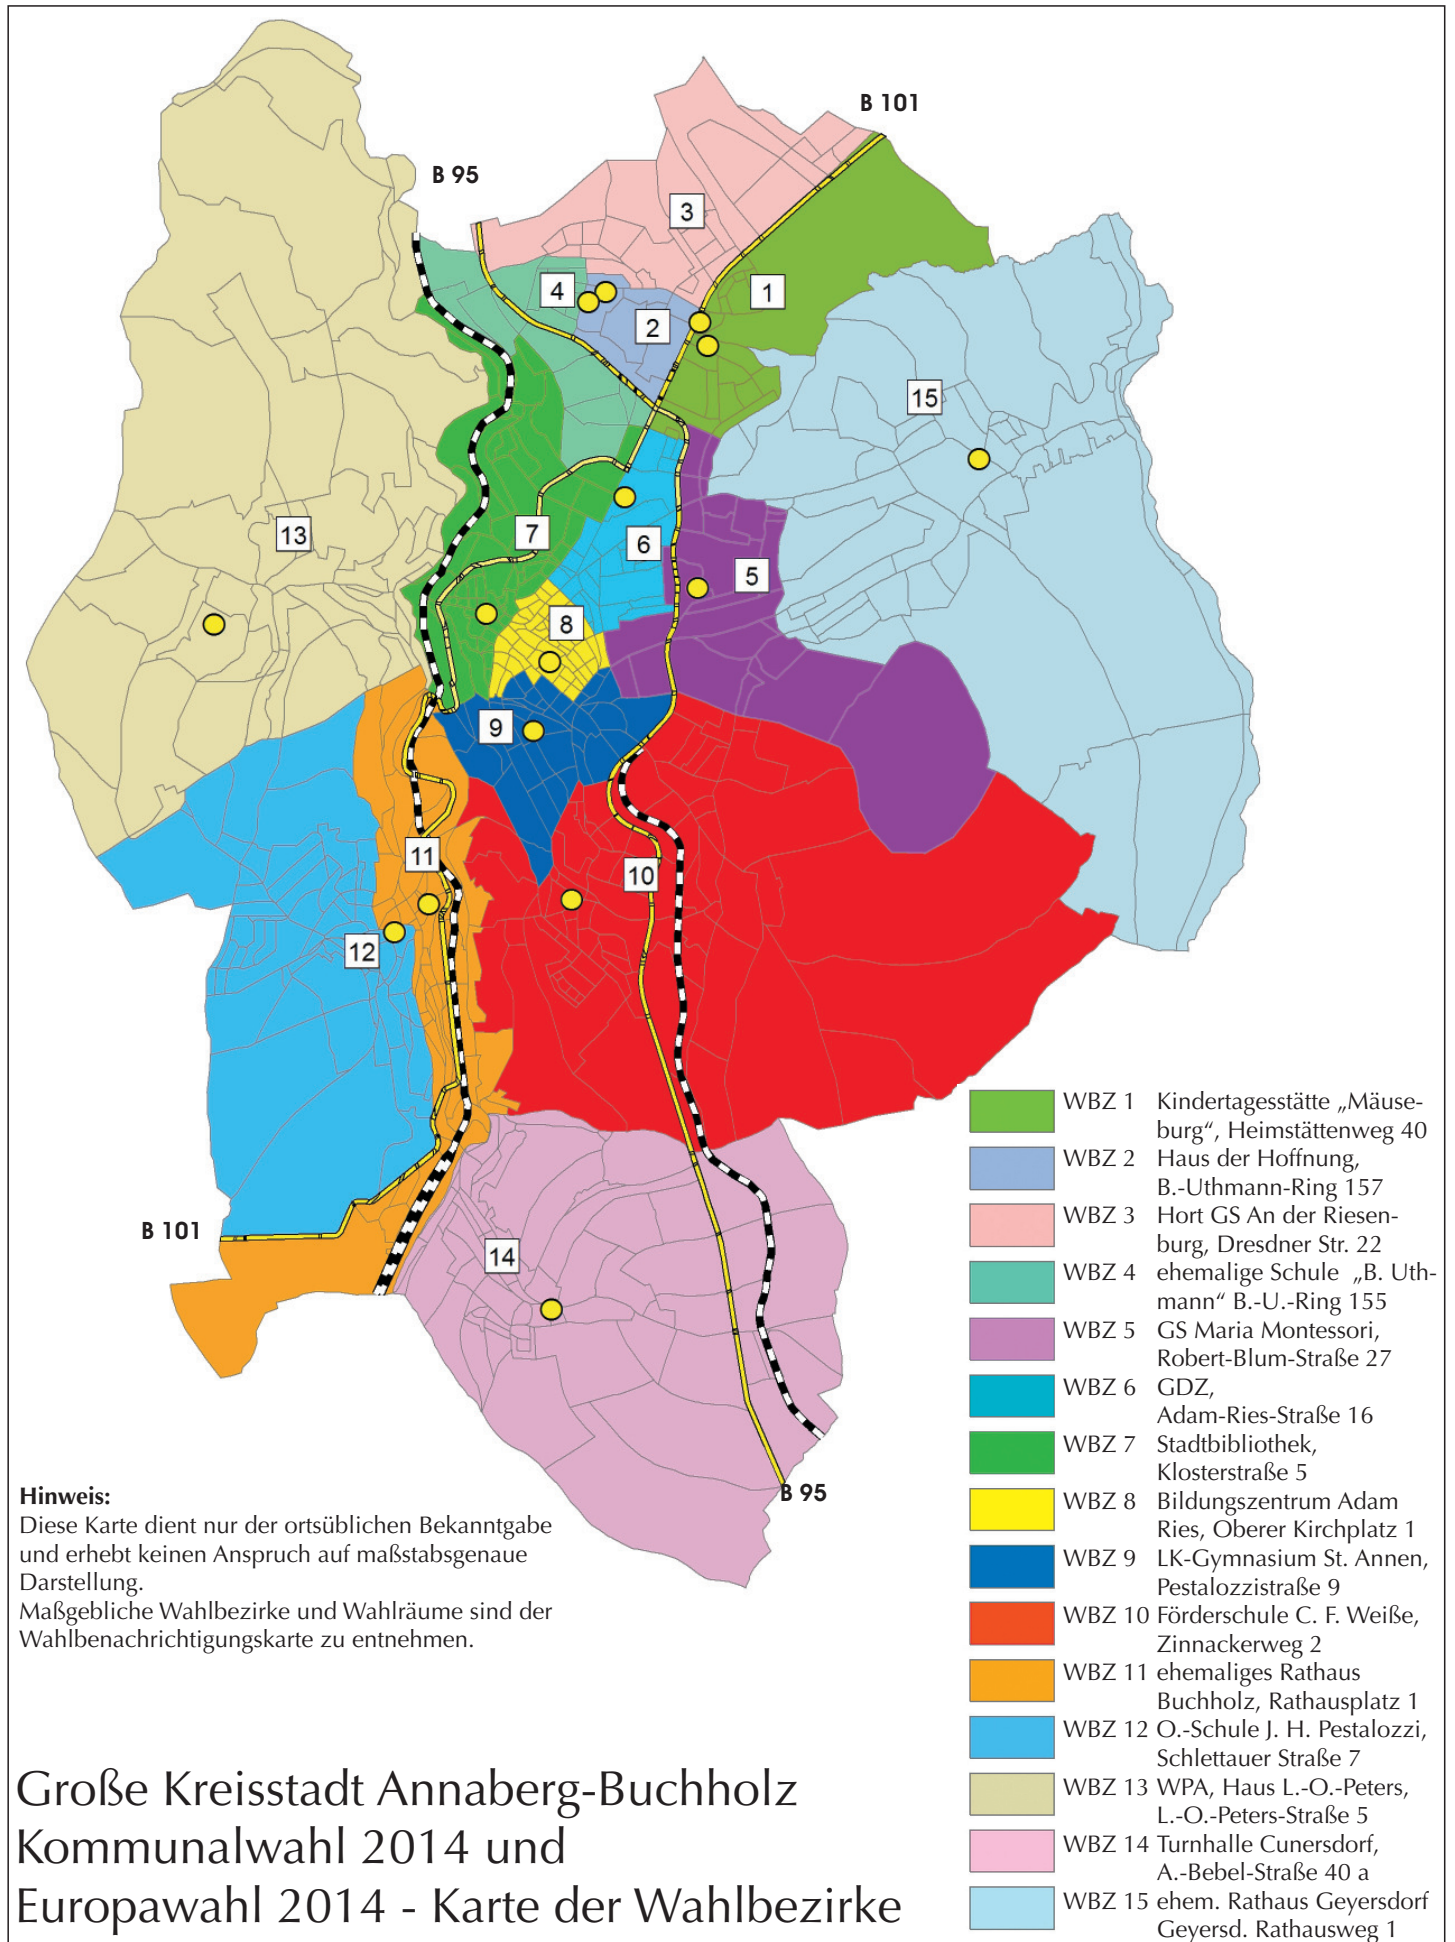 B 101
B 95
3
4
1
2
15
13
7
6
5
8
9
11
10
12
B 101
14
B 95
WBZ 1 Kindertagesstätte „Mäuse-
burg“, Heimstättenweg 40
WBZ 2 Haus der Hoffnung,
B.-Uthmann-Ring 157
WBZ 3 Hort GS An der Riesen-
burg, Dresdner Str. 22
WBZ 4 ehemalige Schule „B. Uth-
mann“ B.-U.-Ring 155
WBZ 5 GS Maria Montessori,
Robert-Blum-Straße 27
WBZ 6 GDZ,
Adam-Ries-Straße 16
WBZ 7 Stadtbibliothek,
Klosterstraße 5
WBZ 8 Bildungszentrum Adam
Ries, Oberer Kirchplatz 1
WBZ 9 LK-Gymnasium St. Annen,
Pestalozzistraße 9
WBZ 10 Förderschule C. F. Weiße,
Zinnackerweg 2
WBZ 11 ehemaliges Rathaus
Buchholz, Rathausplatz 1
WBZ 12 O.-Schule J. H. Pestalozzi,
Schlettauer Straße 7
WBZ 13 WPA, Haus L.-O.-Peters,
L.-O.-Peters-Straße 5
WBZ 14 Turnhalle Cunersdorf,
A.-Bebel-Straße 40 a
WBZ 15 ehem. Rathaus Geyersdorf
Geyersd. Rathausweg 1
Hinweis:
Diese Karte dient nur der ortsüblichen Bekanntgabe
und erhebt keinen Anspruch auf maßstabsgenaue
Darstellung.
Maßgebliche Wahlbezirke und Wahlräume sind der
Wahlbenachrichtigungskarte zu entnehmen.
Große Kreisstadt Annaberg-Buchholz
Kommunalwahl 2014 und
Europawahl 2014 - Karte der Wahlbezirke